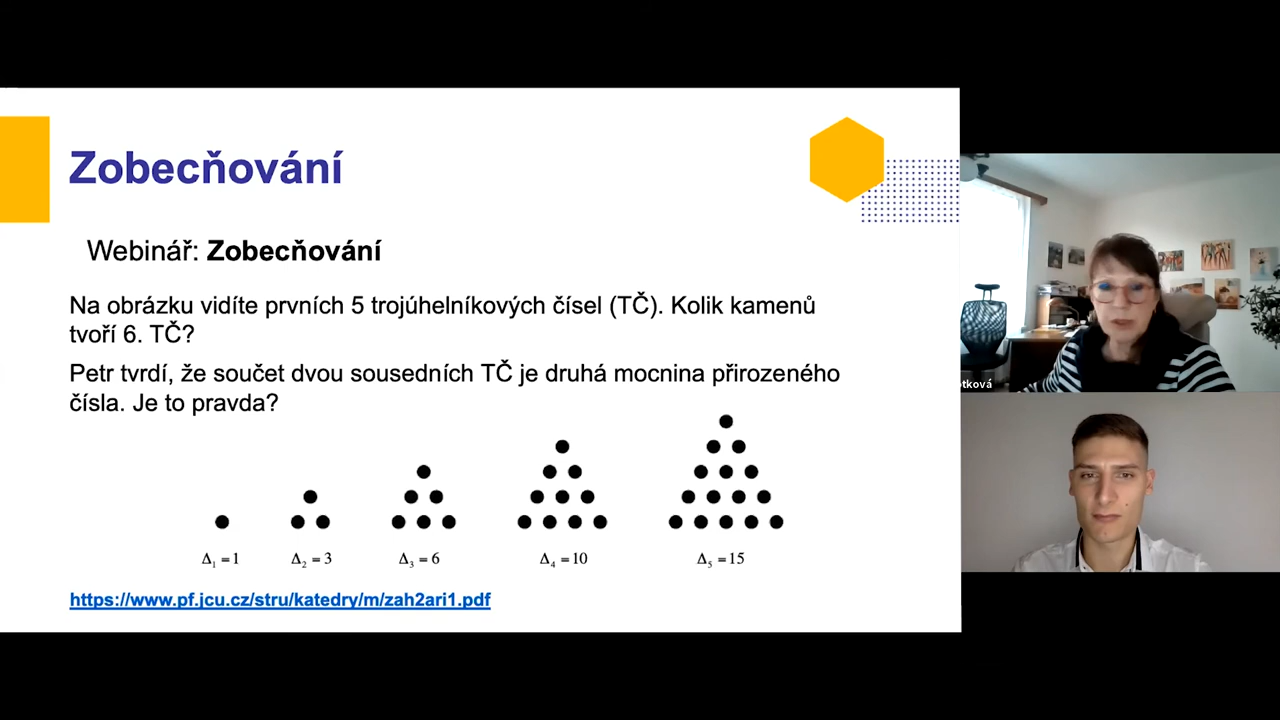 Zobecňování
Webinář: Zobecňování
Na obrázku vidíte prvních 5 trojúhelníkových čísel (TČ). Kolik kamenů
tvoří 6. TČ?
Petr tvrdí, že součet dvou sousedních TČ je druhá mocnina přirozeného
čísla. Je to pravda?
Δ₁ = 1 Δ₂ = 3 Δ₃ = 6 Δ₄ = 10 Δ₅ = 15
https://www.pf.jcu.cz/stru/katedry/m/zah2ari1.pdf